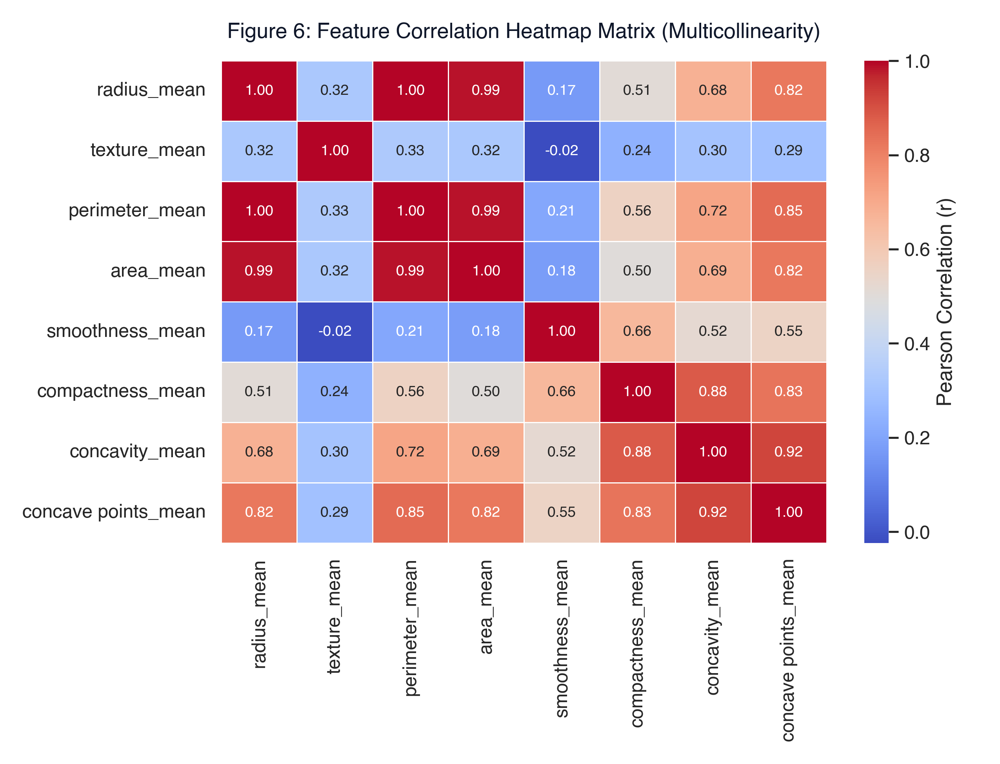 Figure 6: Feature Correlation Heatmap Matrix (Multicollinearity)
radius_mean 1.00 0.32 1.00 0.99 0.17 0.51 0.68 0.82
texture_mean 0.32 1.00 0.33 0.32 -0.02 0.24 0.30 0.29
perimeter_mean 1.00 0.33 1.00 0.99 0.21 0.56 0.72 0.85
area_mean 0.99 0.32 0.99 1.00 0.18 0.50 0.69 0.82
smoothness_mean 0.17 -0.02 0.21 0.18 1.00 0.66 0.52 0.55
compactness_mean 0.51 0.24 0.56 0.50 0.66 1.00 0.88 0.83
concavity_mean 0.68 0.30 0.72 0.69 0.52 0.88 1.00 0.92
concave points_mean 0.82 0.29 0.85 0.82 0.55 0.83 0.92 1.00
radius_mean
texture_mean
perimeter_mean
area_mean
smoothness_mean
compactness_mean
concavity_mean
concave points_mean
1.0
0.8
0.6
0.4
0.2
0.0
Pearson Correlation (r)